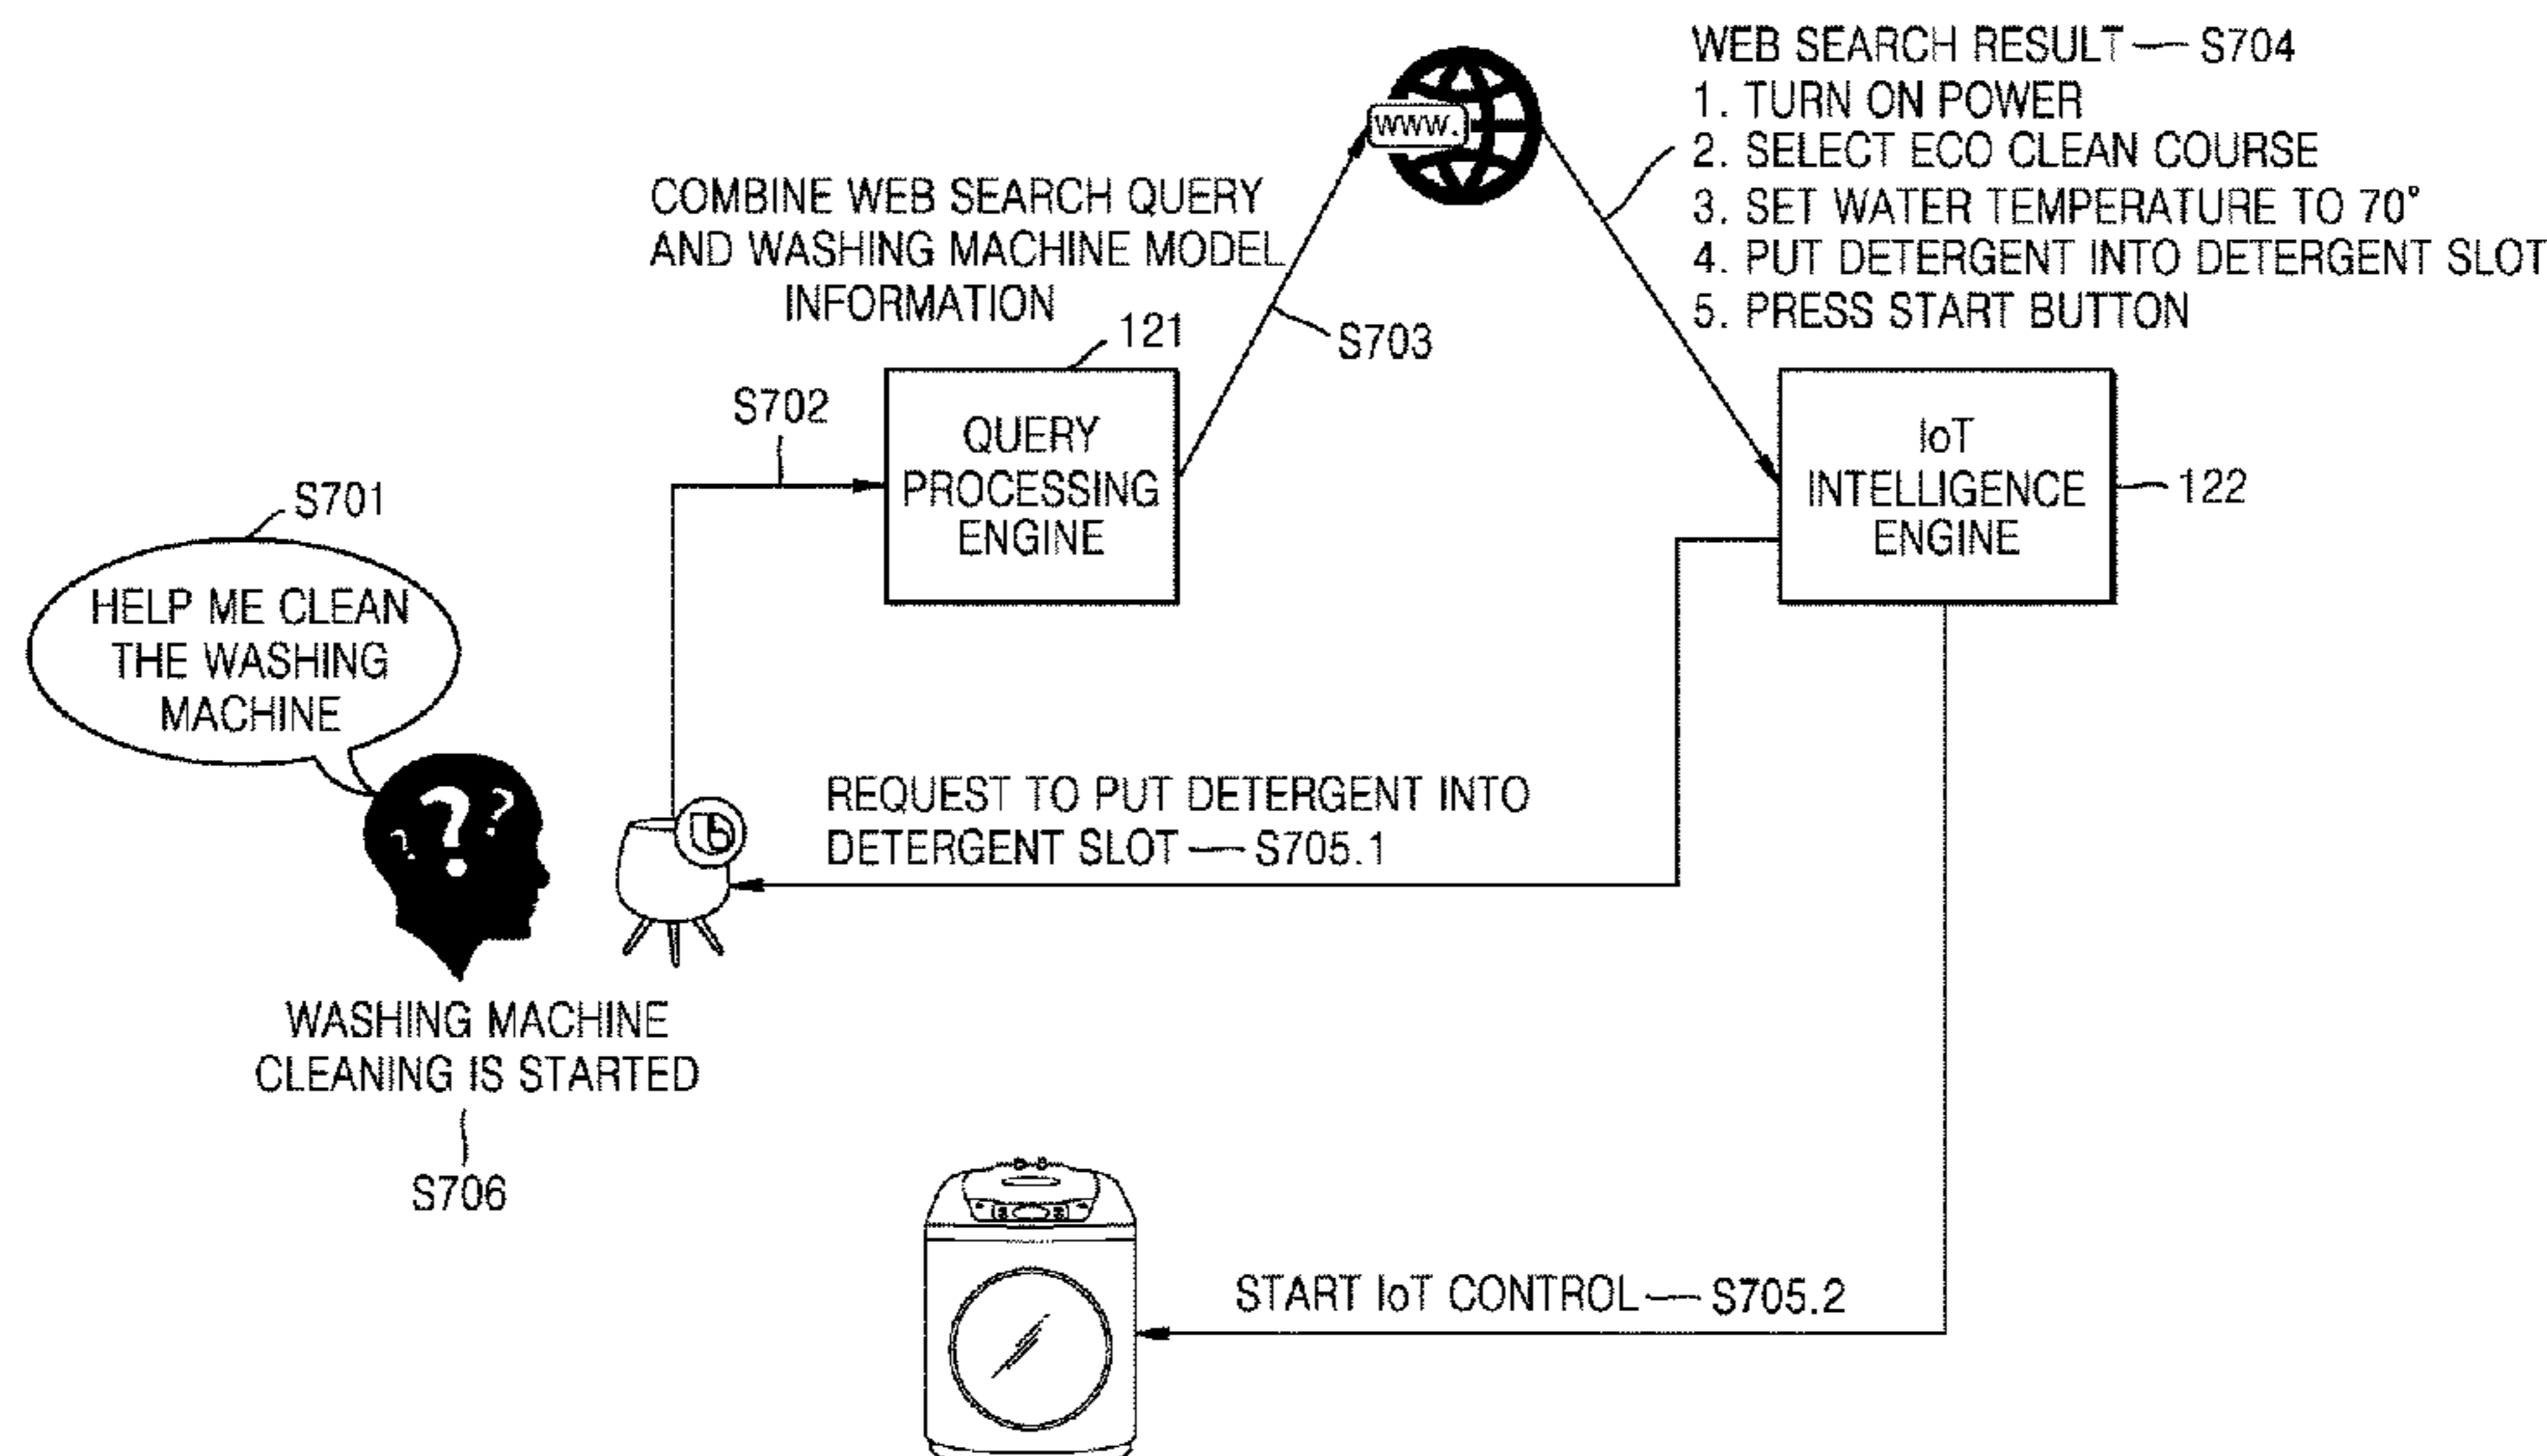 WEB SEARCH RESULT — S704
1. TURN ON POWER
2. SELECT ECO CLEAN COURSE
3. SET WATER TEMPERATURE TO 70°
4. PUT DETERGENT INTO DETERGENT SLOT
5. PRESS START BUTTON
WWW.
COMBINE WEB SEARCH QUERY
AND WASHING MACHINE MODEL
INFORMATION
S703
121
QUERY
PROCESSING
ENGINE
S702
IoT
INTELLIGENCE
ENGINE
122
S701
HELP ME CLEAN
THE WASHING
MACHINE
? ? ?
REQUEST TO PUT DETERGENT INTO
DETERGENT SLOT — S705.1
WASHING MACHINE
CLEANING IS STARTED
S706
START IoT CONTROL — S705.2